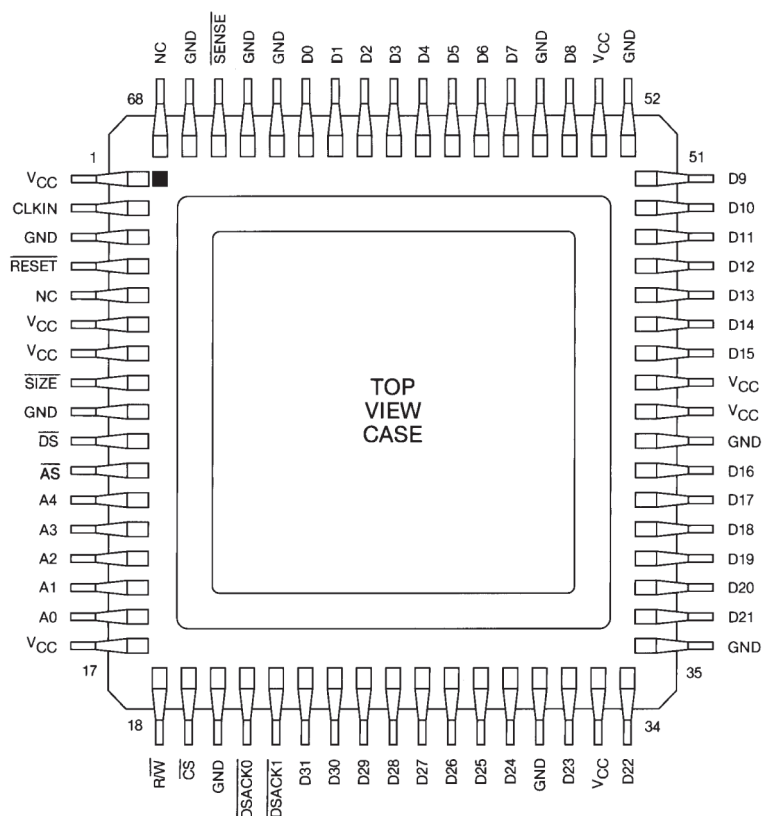 NC GND SENSE GND GND D0 D1 D2 D3 D4 D5 D6 D7 GND D8 VCC GND
68 52
1 51
VCC D9
CLKIN D10
GND D11
RESET D12
NC D13
VCC D14
VCC D15
SIZE VCC
GND VCC
DS GND
AS D16
A4 D17
A3 D18
A2 D19
A1 D20
A0 D21
VCC GND
TOP
VIEW
CASE
17 35
18 34
R/W CS GND DSACK0 DSACK1 D31 D30 D29 D28 D27 D26 D25 D24 GND D23 VCC D22